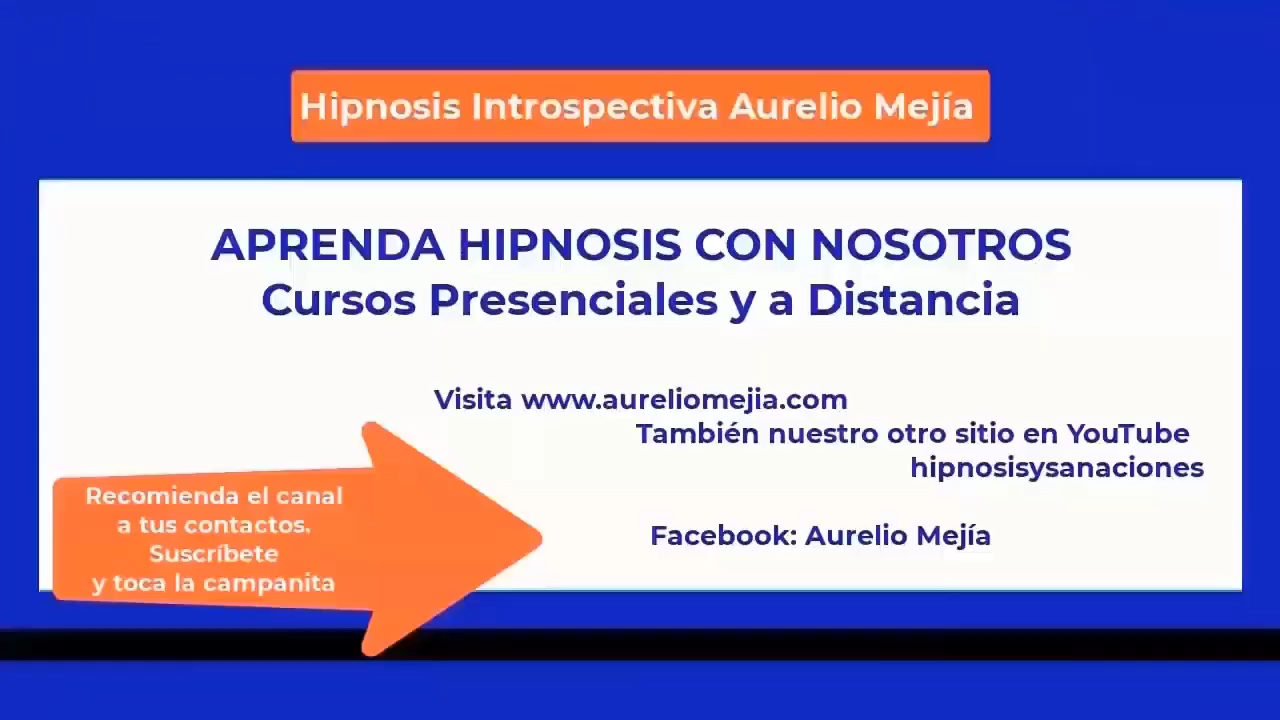 Hipnosis Introspectiva Aurelio Mejía
APRENDA HIPNOSIS CON NOSOTROS
Cursos Presenciales y a Distancia
Visita www.aureliomejia.com
También nuestro otro sitio en YouTube
hipnosisysanaciones
Facebook: Aurelio Mejía
Recomienda el canal
a tus contactos.
Suscríbete
y toca la campanita